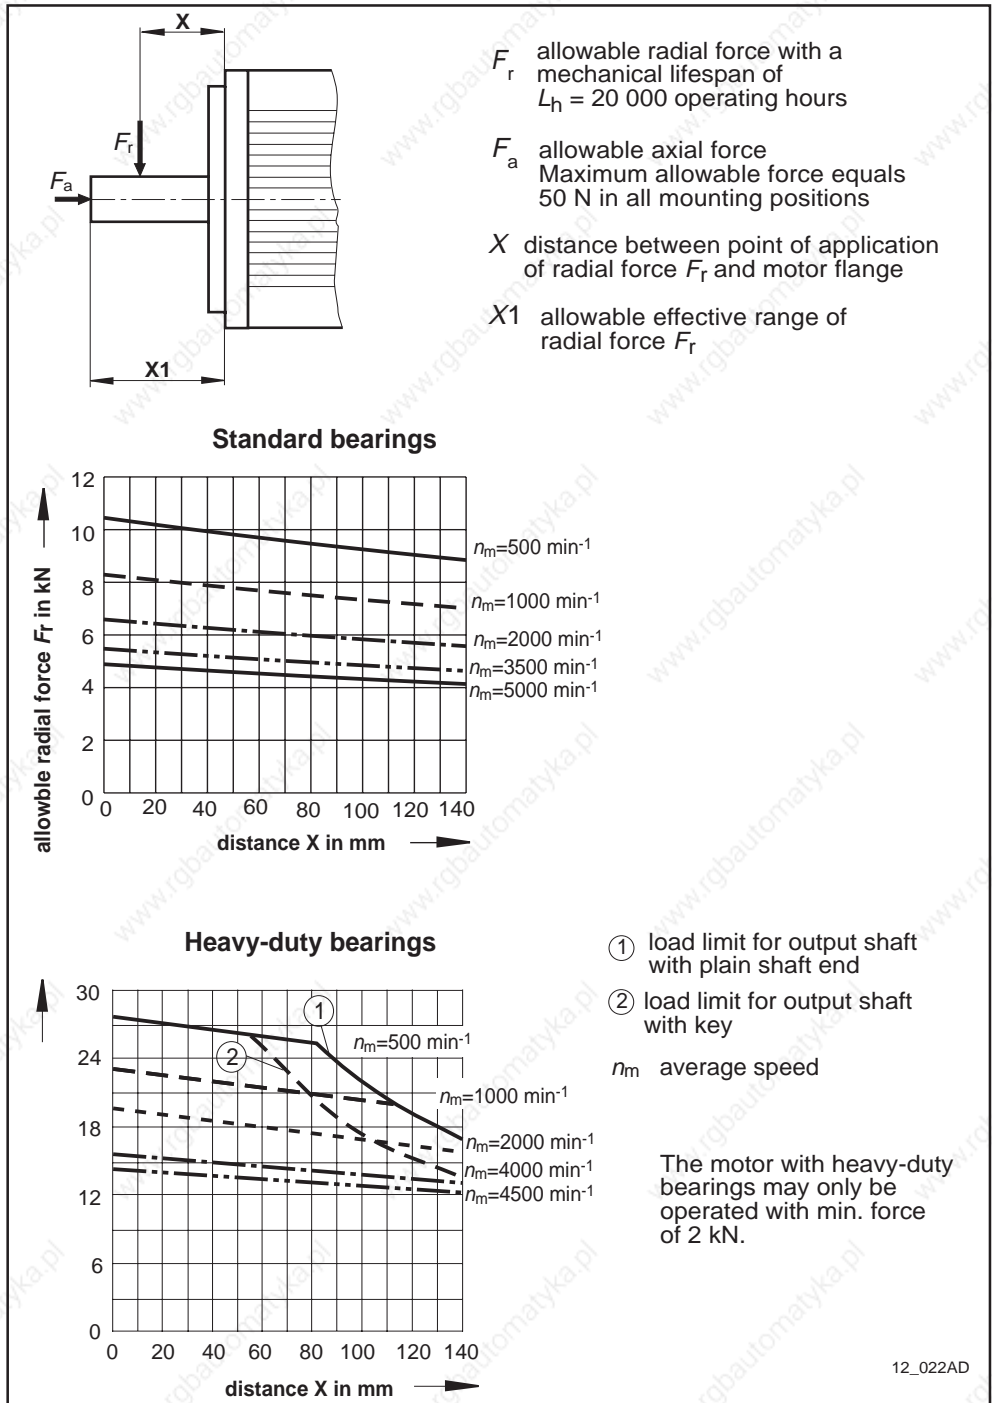 X
Fr
Fa
X1
Fr allowable radial force with a
mechanical lifespan of
Lh = 20 000 operating hours
Fa allowable axial force
Maximum allowable force equals
50 N in all mounting positions
X distance between point of application
of radial force Fr and motor flange
X1 allowable effective range of
radial force Fr
Standard bearings
allowble radial force Fr in kN
12
10
8
6
4
2
0
nm=500 min-1
nm=1000 min-1
nm=2000 min-1
nm=3500 min-1
nm=5000 min-1
0 20 40 60 80 100 120 140
distance X in mm
Heavy-duty bearings
30
24
18
12
6
0
1
2
nm=500 min-1
nm=1000 min-1
nm=2000 min-1
nm=4000 min-1
nm=4500 min-1
0 20 40 60 80 100 120 140
distance X in mm
1 load limit for output shaft
with plain shaft end
2 load limit for output shaft
with key
nm average speed
The motor with heavy-duty
bearings may only be
operated with min. force
of 2 kN.
12_022AD
www.rgbautomatyka.pl